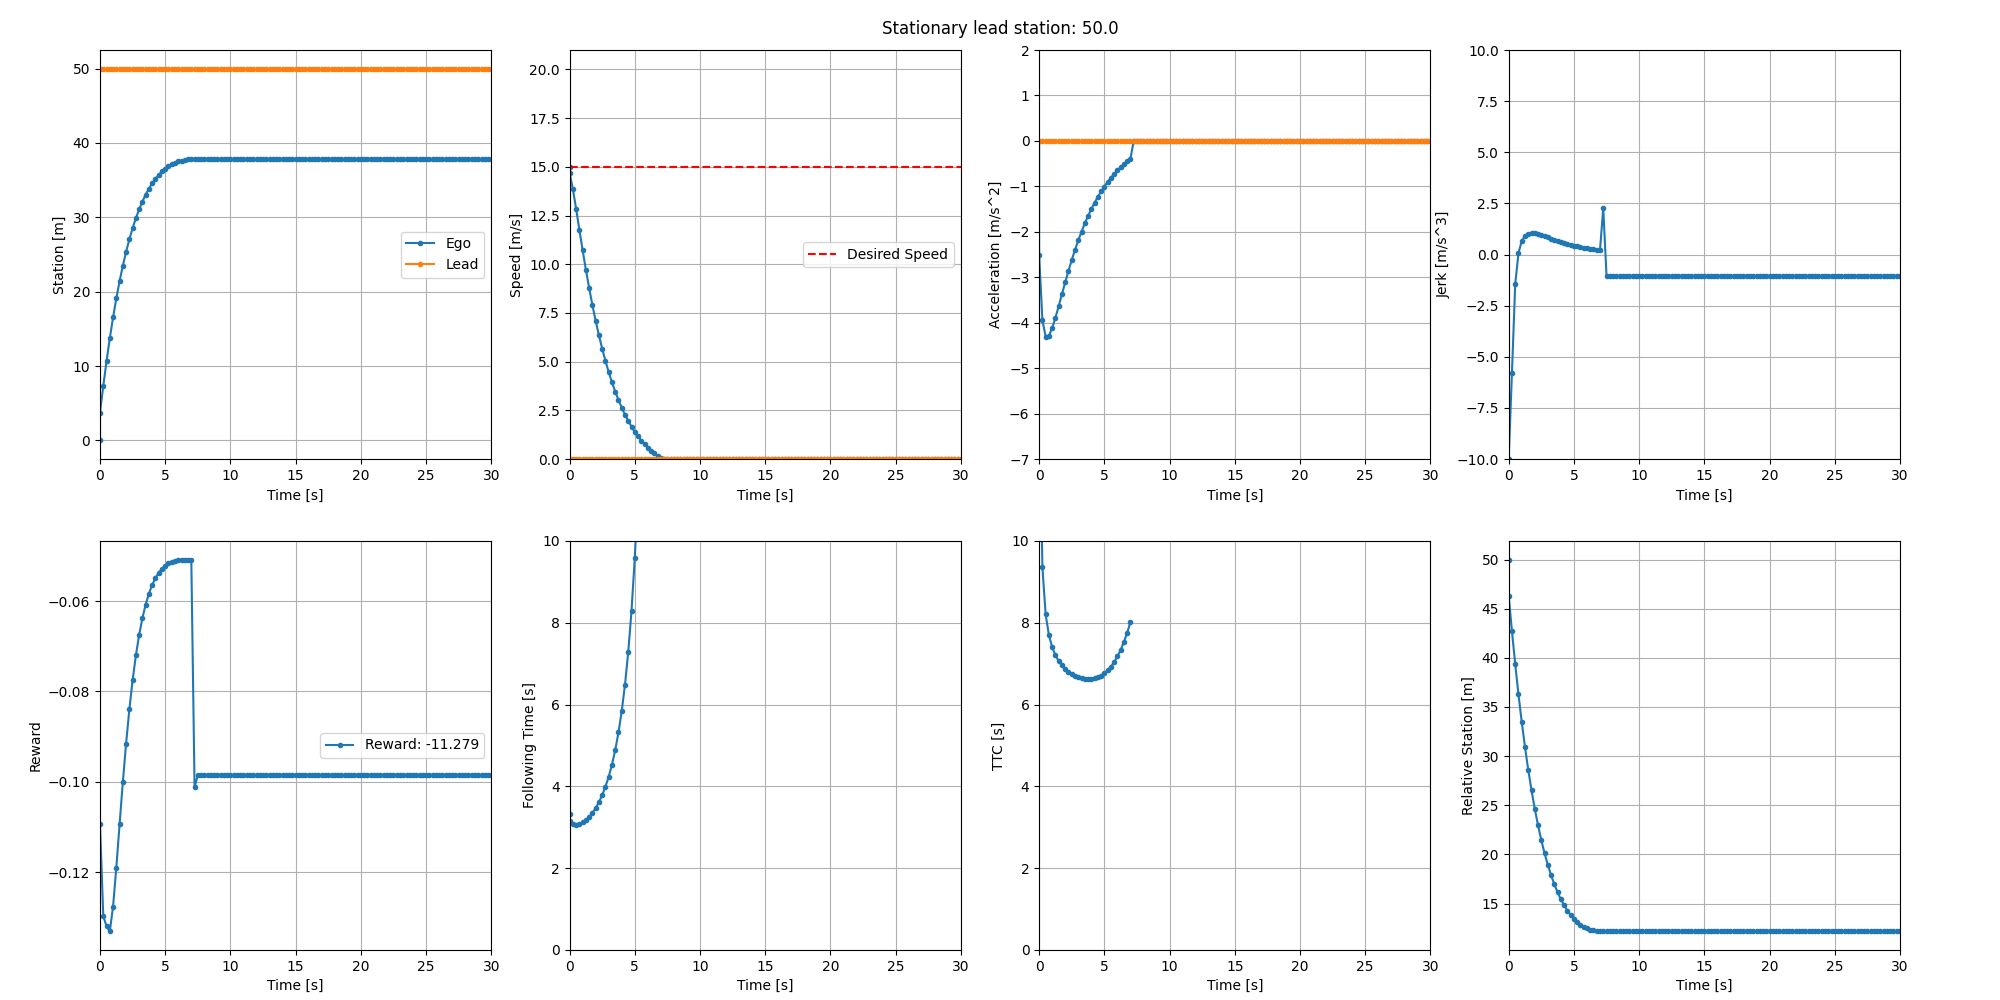 Stationary lead station: 50.0
Station [m]
50
40
30
20
10
0
Ego
Lead
0 5 10 15 20 25 30
Time [s]
Speed [m/s]
20.0
17.5
15.0
12.5
10.0
7.5
5.0
2.5
0.0
Desired Speed
0 5 10 15 20 25 30
Time [s]
Acceleration [m/s^2]
2
1
0
−1
−2
−3
−4
−5
−6
−7
0 5 10 15 20 25 30
Time [s]
Jerk [m/s^3]
10.0
7.5
5.0
2.5
0.0
−2.5
−5.0
−7.5
−10.0
0 5 10 15 20 25 30
Time [s]
Reward
−0.06
−0.08
−0.10
−0.12
Reward: -11.279
0 5 10 15 20 25 30
Time [s]
Following Time [s]
10
8
6
4
2
0
0 5 10 15 20 25 30
Time [s]
TTC [s]
10
8
6
4
2
0
0 5 10 15 20 25 30
Time [s]
Relative Station [m]
50
45
40
35
30
25
20
15
0 5 10 15 20 25 30
Time [s]